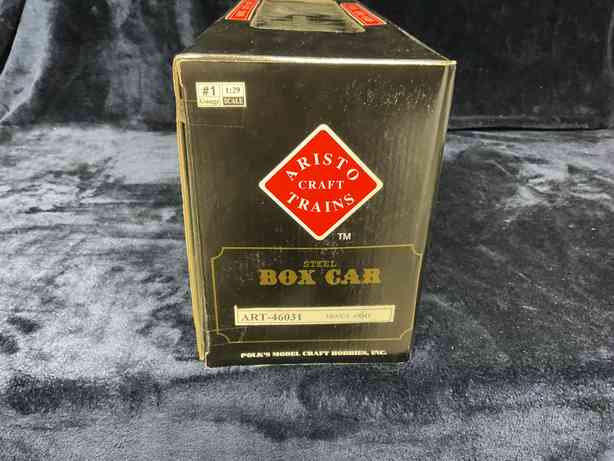 #1
Gauge
1:29
SCALE
ARISTO
CRAFT
TRAINS
TM
STEEL
BOX CAR
ART-46031
POLK'S MODEL CRAFT HOBBIES, INC.